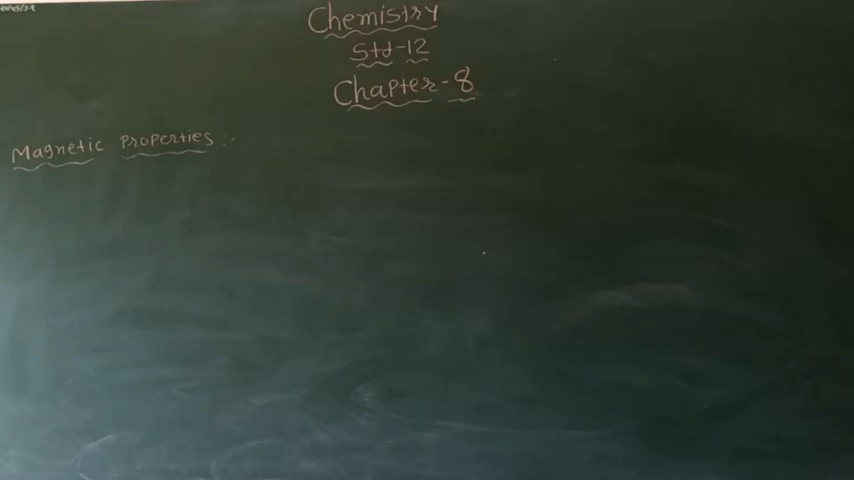 Chemistry
Std-12
Chapter-8
Magnetic Properties :-